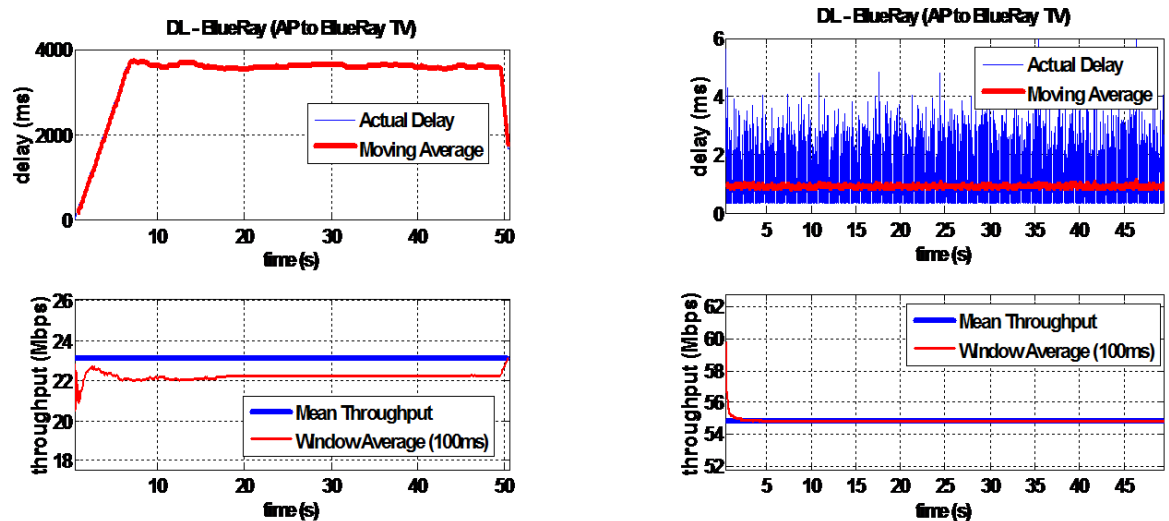 DL - BlueRay (AP to BlueRay TV)
4000
2000
0
delay (ms)
Actual Delay
Moving Average
10 20 30 40 50
time (s)
DL - BlueRay (AP to BlueRay TV)
6
4
2
0
delay (ms)
Actual Delay
Moving Average
5 10 15 20 25 30 35 40 45
time (s)
26
24
23
22
20
18
throughput (Mbps)
Mean Throughput
Window Average (100ms)
10 20 30 40 50
time (s)
62
60
58
56
54
52
throughput (Mbps)
Mean Throughput
Window Average (100ms)
5 10 15 20 25 30 35 40 45
time (s)